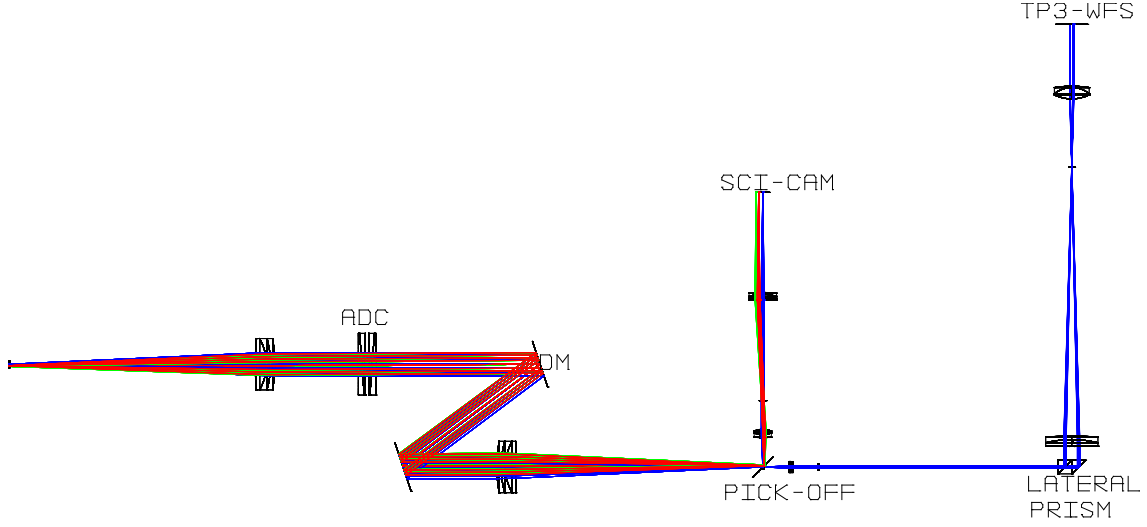 TP3-WFS
SCI-CAM
ADC
DM
PICK-OFF
LATERAL
PRISM